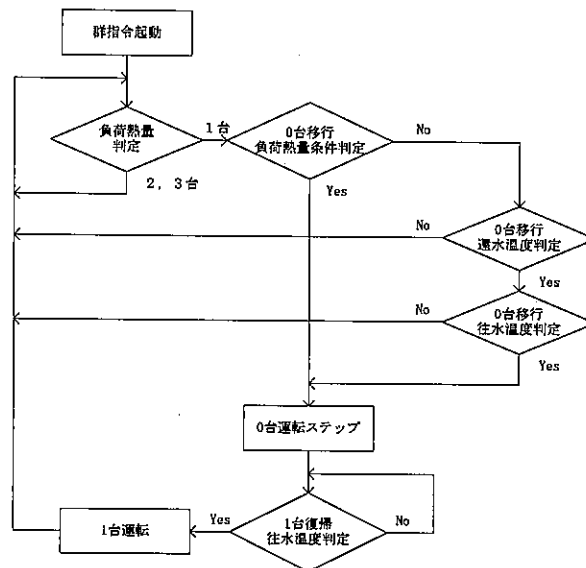 群指令起動
負荷熱量
判定
1台
2, 3台
0台移行
負荷熱量条件判定
No
Yes
0台移行
還水温度判定
No
Yes
0台移行
往水温度判定
No
Yes
0台運転ステップ
1台復帰
往水温度判定
Yes
No
1台運転